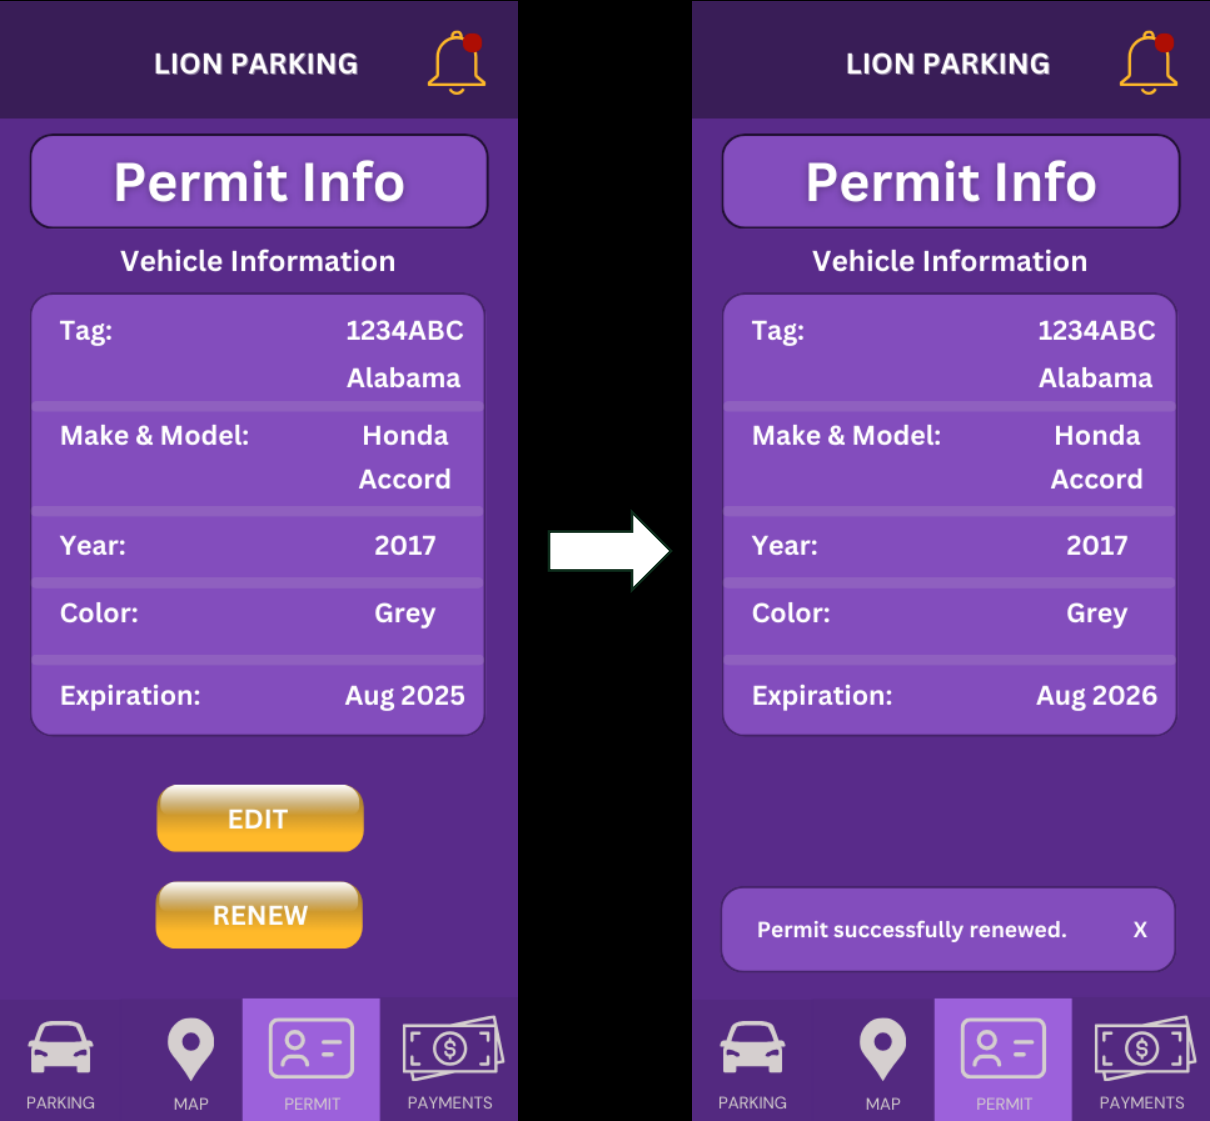 LION PARKING
Permit Info
Vehicle Information
Tag: 1234ABC
Alabama
Make & Model: Honda
Accord
Year: 2017
Color: Grey
Expiration: Aug 2025
EDIT
RENEW
PARKING MAP PERMIT PAYMENTS
LION PARKING
Permit Info
Vehicle Information
Tag: 1234ABC
Alabama
Make & Model: Honda
Accord
Year: 2017
Color: Grey
Expiration: Aug 2026
Permit successfully renewed. X
PARKING MAP PERMIT PAYMENTS